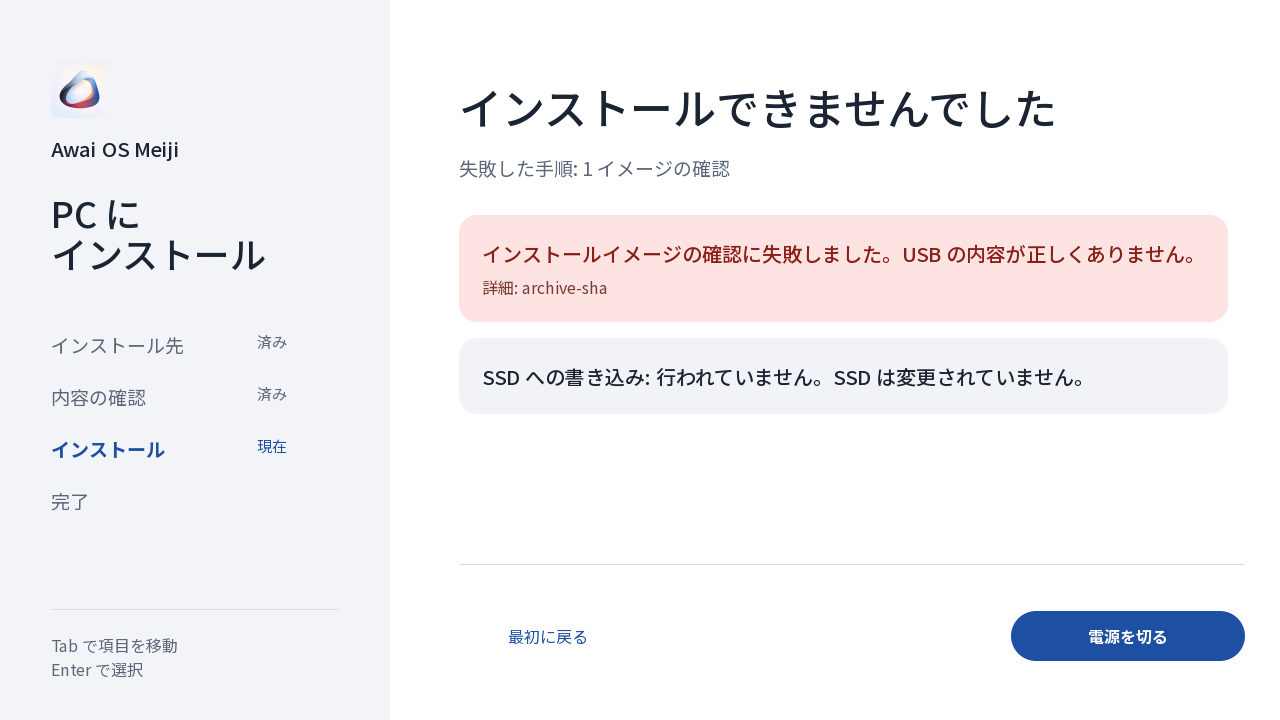 Awai OS Meiji
PC に
インストール
インストール先 済み
内容の確認 済み
インストール 現在
完了
Tab で項目を移動
Enter で選択
インストールできませんでした
失敗した手順: 1 イメージの確認
インストールイメージの確認に失敗しました。USB の内容が正しくありません。
詳細: archive-sha
SSD への書き込み: 行われていません。SSD は変更されていません。
最初に戻る
電源を切る